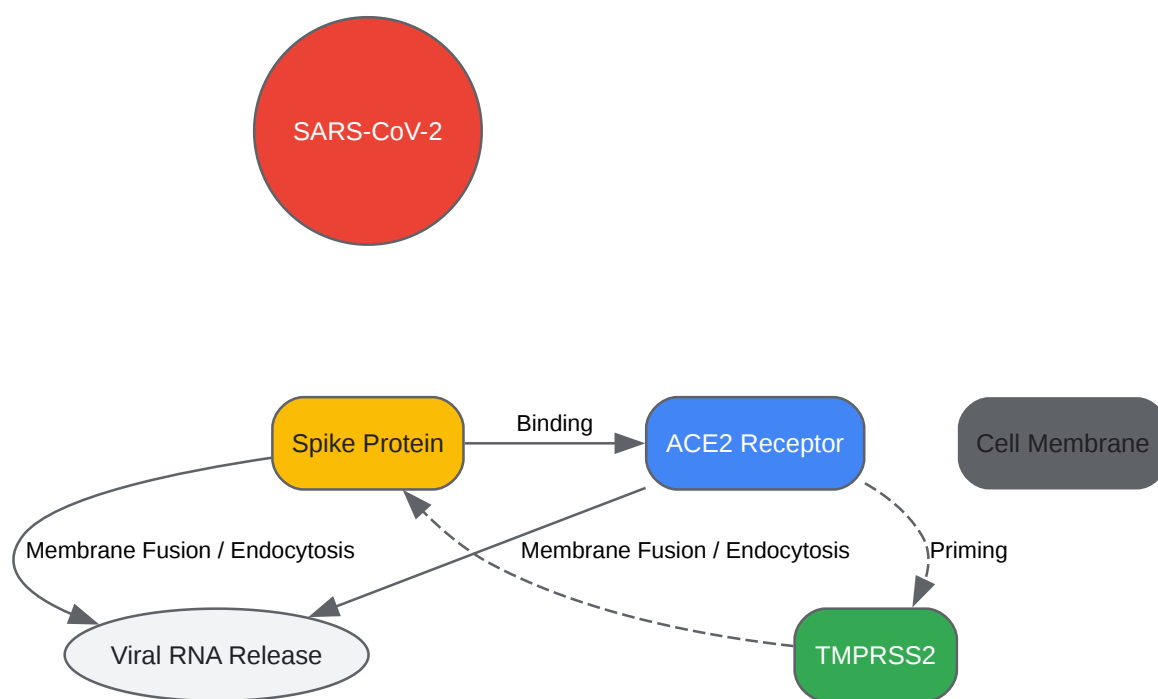 SARS-CoV-2
Binding
Spike Protein
ACE2 Receptor
Cell Membrane
Membrane Fusion / Endocytosis
Membrane Fusion / Endocytosis
Priming
Viral RNA Release
TMPRSS2